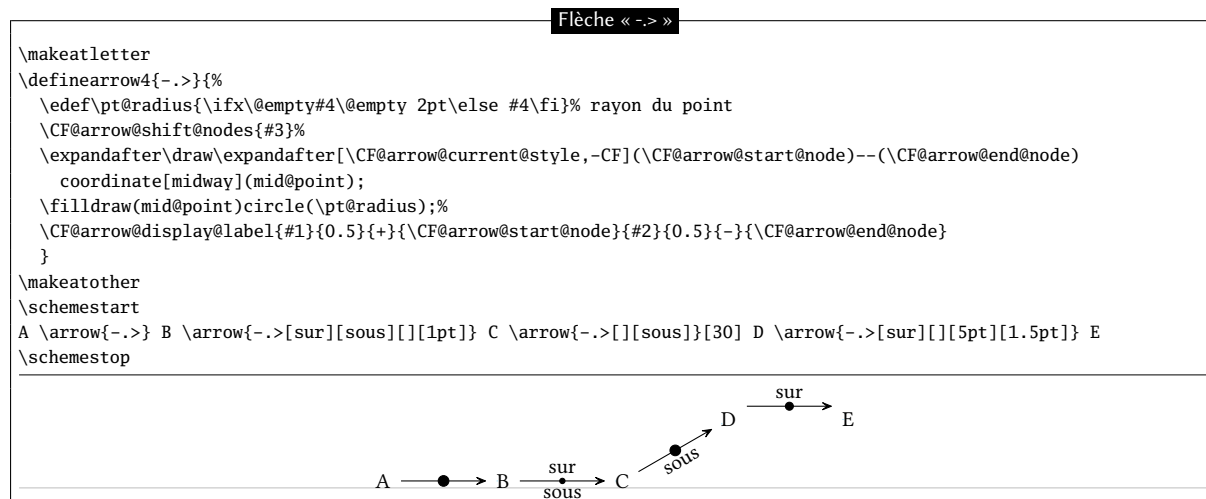 Flèche « -.> »
\makeatletter
\definearrow4{-.>}{%
  \edef\pt@radius{\ifx\@empty#4\@empty 2pt\else #4\fi}% rayon du point
  \CF@arrow@shift@nodes{#3}%
  \expandafter\draw\expandafter[\CF@arrow@current@style,-CF](\CF@arrow@start@node)--(\CF@arrow@end@node)
    coordinate[midway](mid@point);
  \filldraw(mid@point)circle(\pt@radius);%
  \CF@arrow@display@label{#1}{0.5}{+}{\CF@arrow@start@node}{#2}{0.5}{-}{\CF@arrow@end@node}
  }
\makeatother
\schemestart
A \arrow{-.>} B \arrow{-.>[sur][sous][][1pt]} C \arrow{-.>[][sous]}[30] D \arrow{-.>[sur][][5pt][1.5pt]} E
\schemestop
sur
D E
sous
sur
A B C
sous